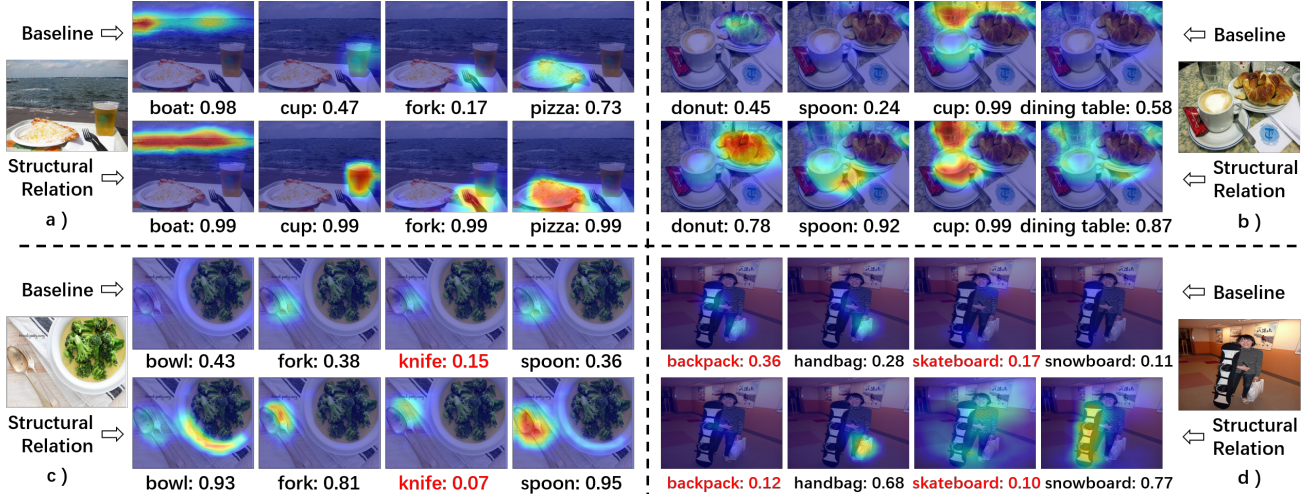 Baseline ⇨
boat: 0.98 cup: 0.47 fork: 0.17 pizza: 0.73
Structural
Relation ⇨
a )
boat: 0.99 cup: 0.99 fork: 0.99 pizza: 0.99
⇦ Baseline
donut: 0.45 spoon: 0.24 cup: 0.99 dining table: 0.58
⇦ Structural
Relation
b )
donut: 0.78 spoon: 0.92 cup: 0.99 dining table: 0.87
Baseline ⇨
bowl: 0.43 fork: 0.38 knife: 0.15 spoon: 0.36
Structural
Relation ⇨
c )
bowl: 0.93 fork: 0.81 knife: 0.07 spoon: 0.95
⇦ Baseline
backpack: 0.36 handbag: 0.28 skateboard: 0.17 snowboard: 0.11
⇦ Structural
Relation
d )
backpack: 0.12 handbag: 0.68 skateboard: 0.10 snowboard: 0.77